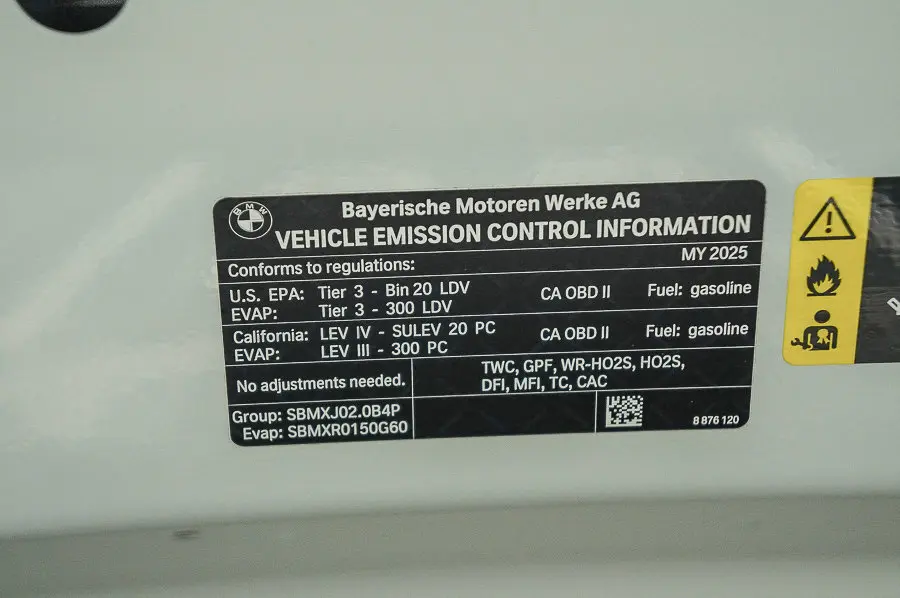 BMW
Bayerische Motoren Werke AG
VEHICLE EMISSION CONTROL INFORMATION
Conforms to regulations: MY 2025
U.S. EPA: Tier 3 - Bin 20 LDV CA OBD II Fuel: gasoline
EVAP: Tier 3 - 300 LDV
California: LEV IV - SULEV 20 PC CA OBD II Fuel: gasoline
EVAP: LEV III - 300 PC
No adjustments needed. TWC, GPF, WR-HO2S, HO2S,
DFI, MFI, TC, CAC
Group: SBMXJ02.0B4P
Evap: SBMXR0150G60
8 876 120